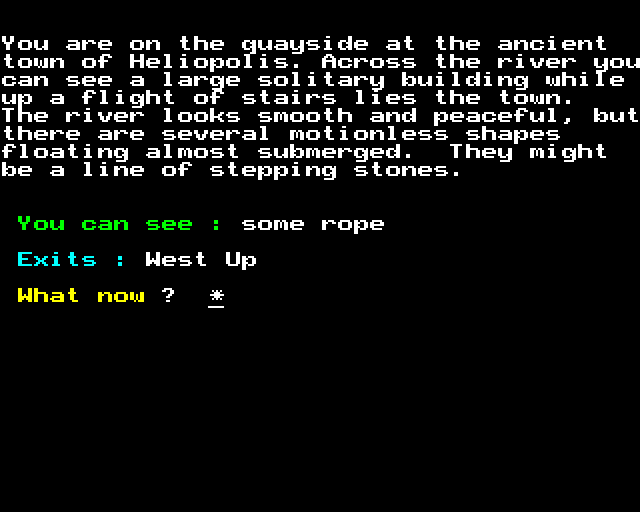 You are on the quayside at the ancient
town of Heliopolis. Across the river you
can see a large solitary building while
up a flight of stairs lies the town.
The river looks smooth and peaceful, but
there are several motionless shapes
floating almost submerged.  They might
be a line of stepping stones.
You can see : some rope
Exits : West Up
What now ?  *